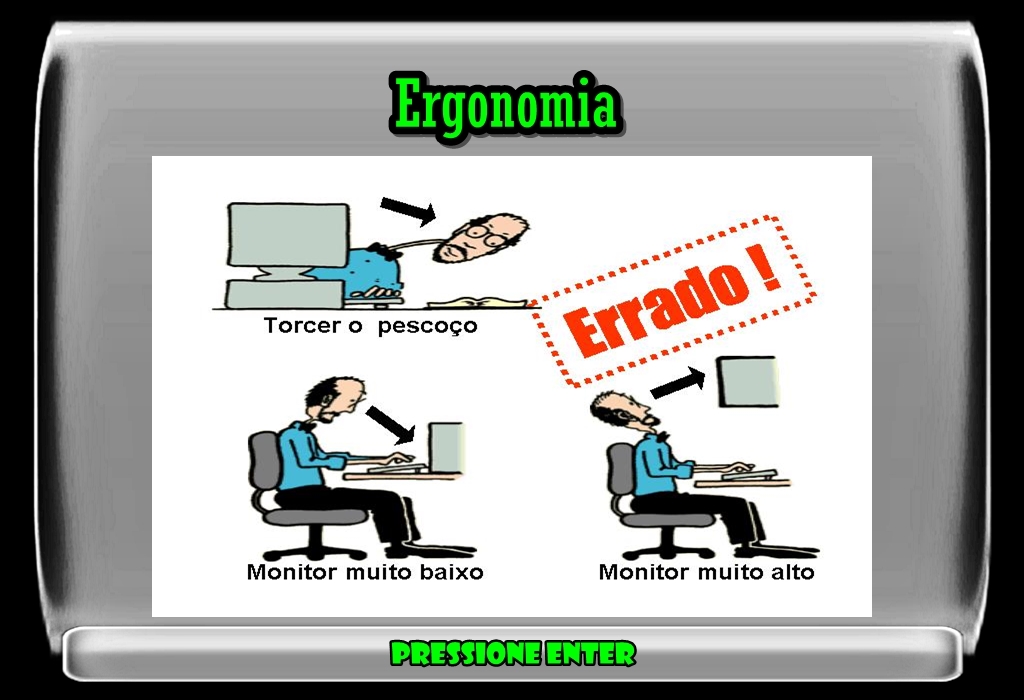 Ergonomia
Errado !
Torcer o pescoço
Monitor muito baixo
Monitor muito alto
PRESSIONE ENTER